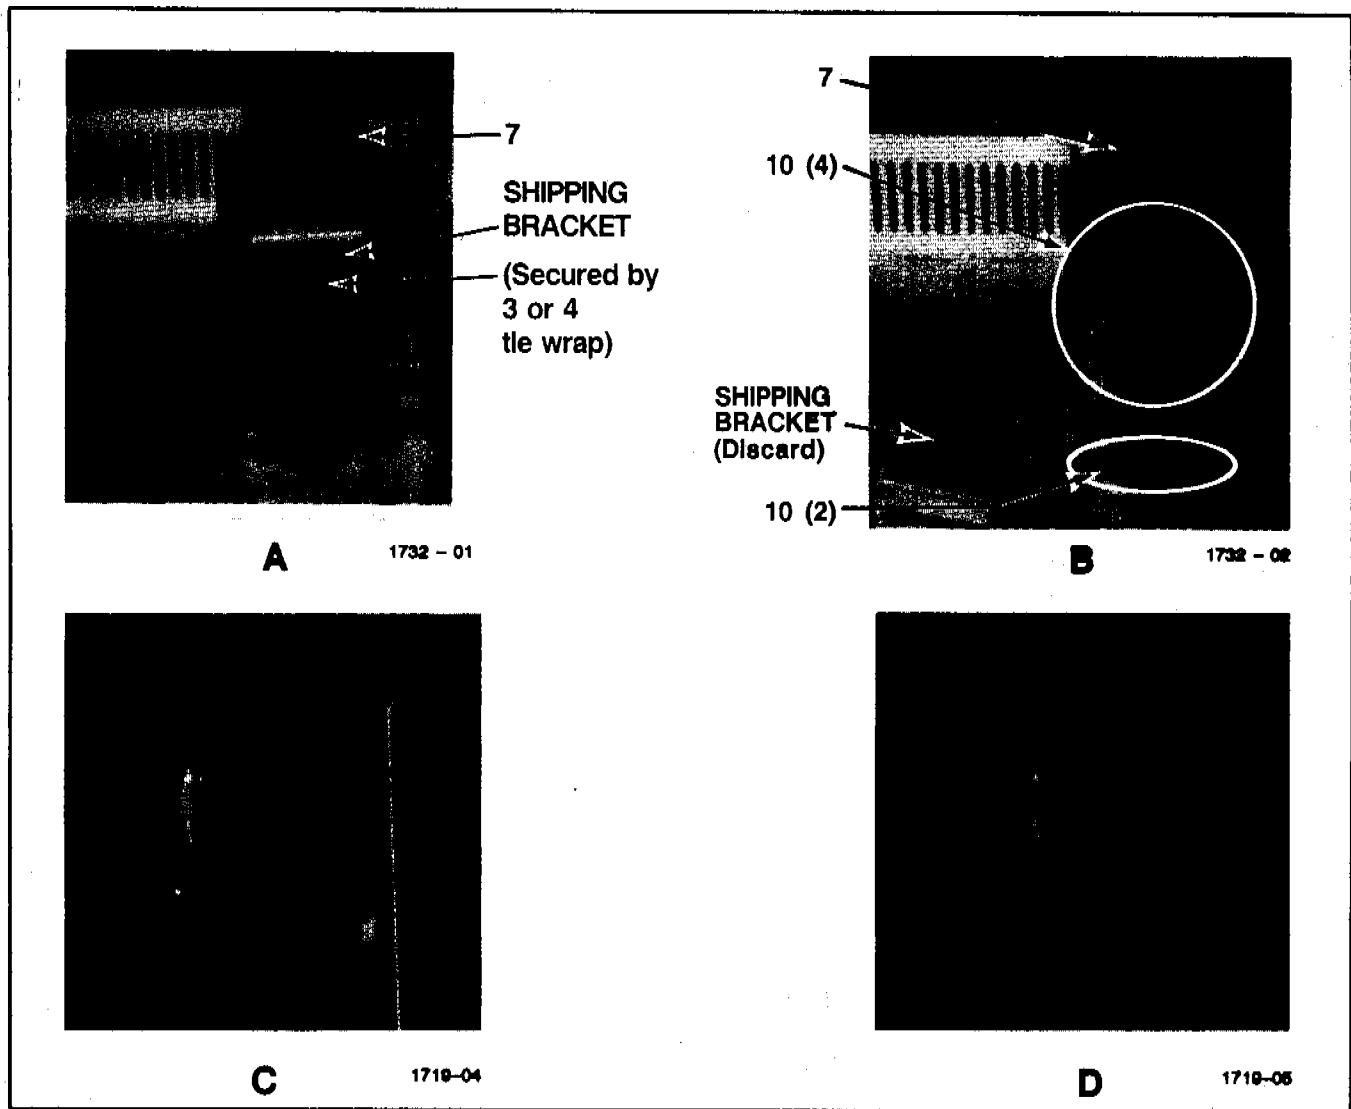 7
SHIPPING
BRACKET
(Secured by
3 or 4
tle wrap)
A
1732 - 01
7
10 (4)
SHIPPING
BRACKET
(Discard)
10 (2)
B
1732 - 02
C
1719-04
D
1719-05